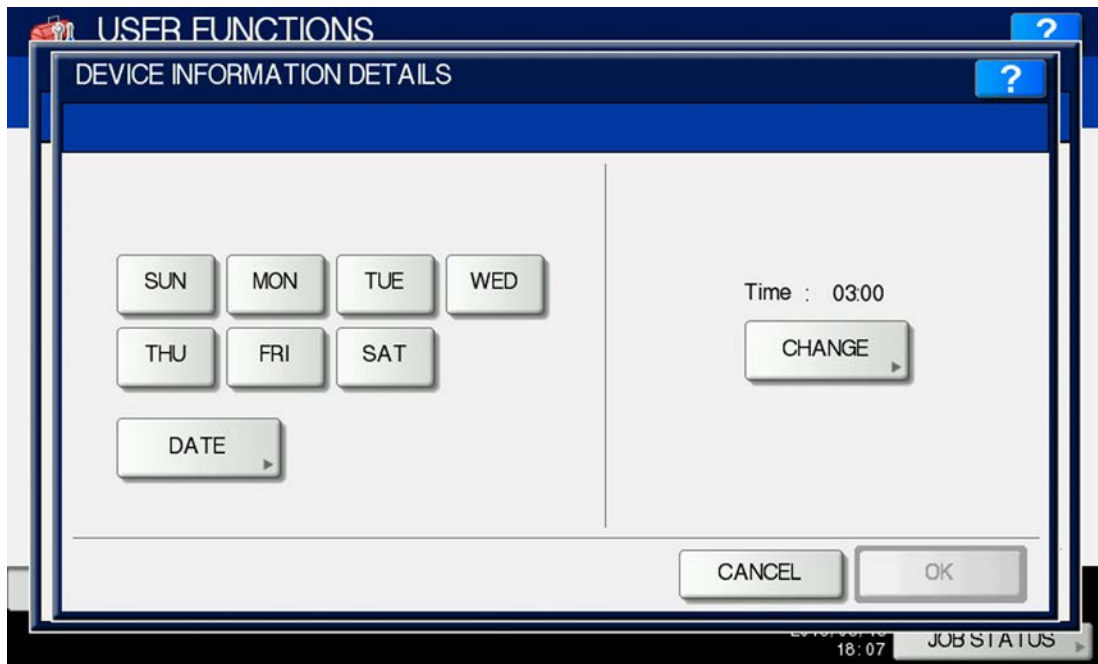 USER FUNCTIONS
?
DEVICE INFORMATION DETAILS
?
SUN MON TUE WED
Time : 03:00
THU FRI SAT
CHANGE
DATE
CANCEL OK
18:07
JOB STATUS